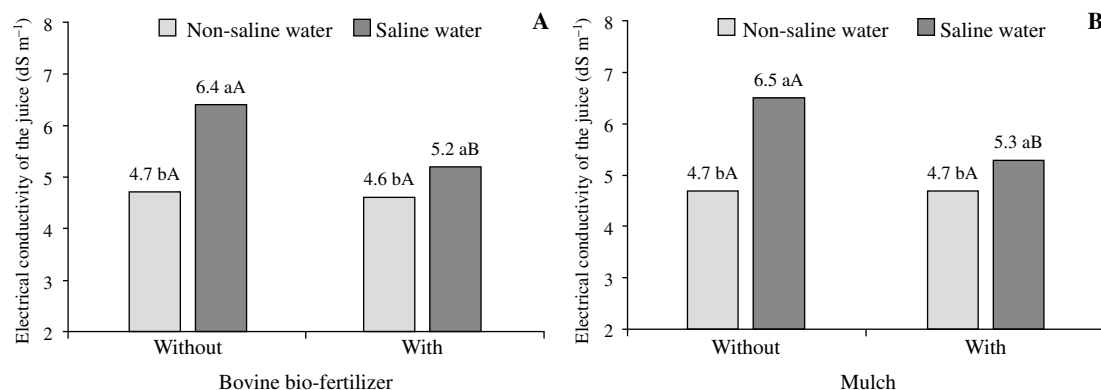 Electrical conductivity of the juice (dS m⁻¹)
8
7
6
5
4
3
2
Non-saline water
Saline water
A
4.7 bA
6.4 aA
4.6 bA
5.2 aB
Without
With
Bovine bio-fertilizer
Electrical conductivity of the juice (dS m⁻¹)
8
7
6
5
4
3
2
Non-saline water
Saline water
B
4.7 bA
6.5 aA
4.7 bA
5.3 aB
Without
With
Mulch